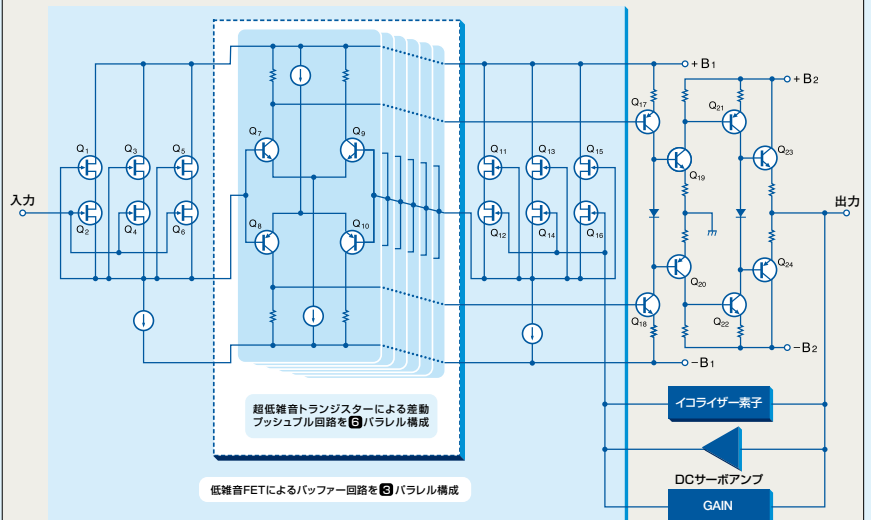 +B1
+B2
Q17
Q21
Q7
Q9
Q1
Q3
Q5
Q11
Q13
Q15
Q23
Q19
入力
出力
Q2
Q4
Q6
Q8
Q10
Q12
Q14
Q16
Q24
Q20
Q18
Q22
−B2
−B1
イコライザー素子
超低雑音トランジスターによる差動
プッシュプル回路を6パラレル構成
DCサーボアンプ
低雑音FETによるバッファー回路を3パラレル構成
GAIN